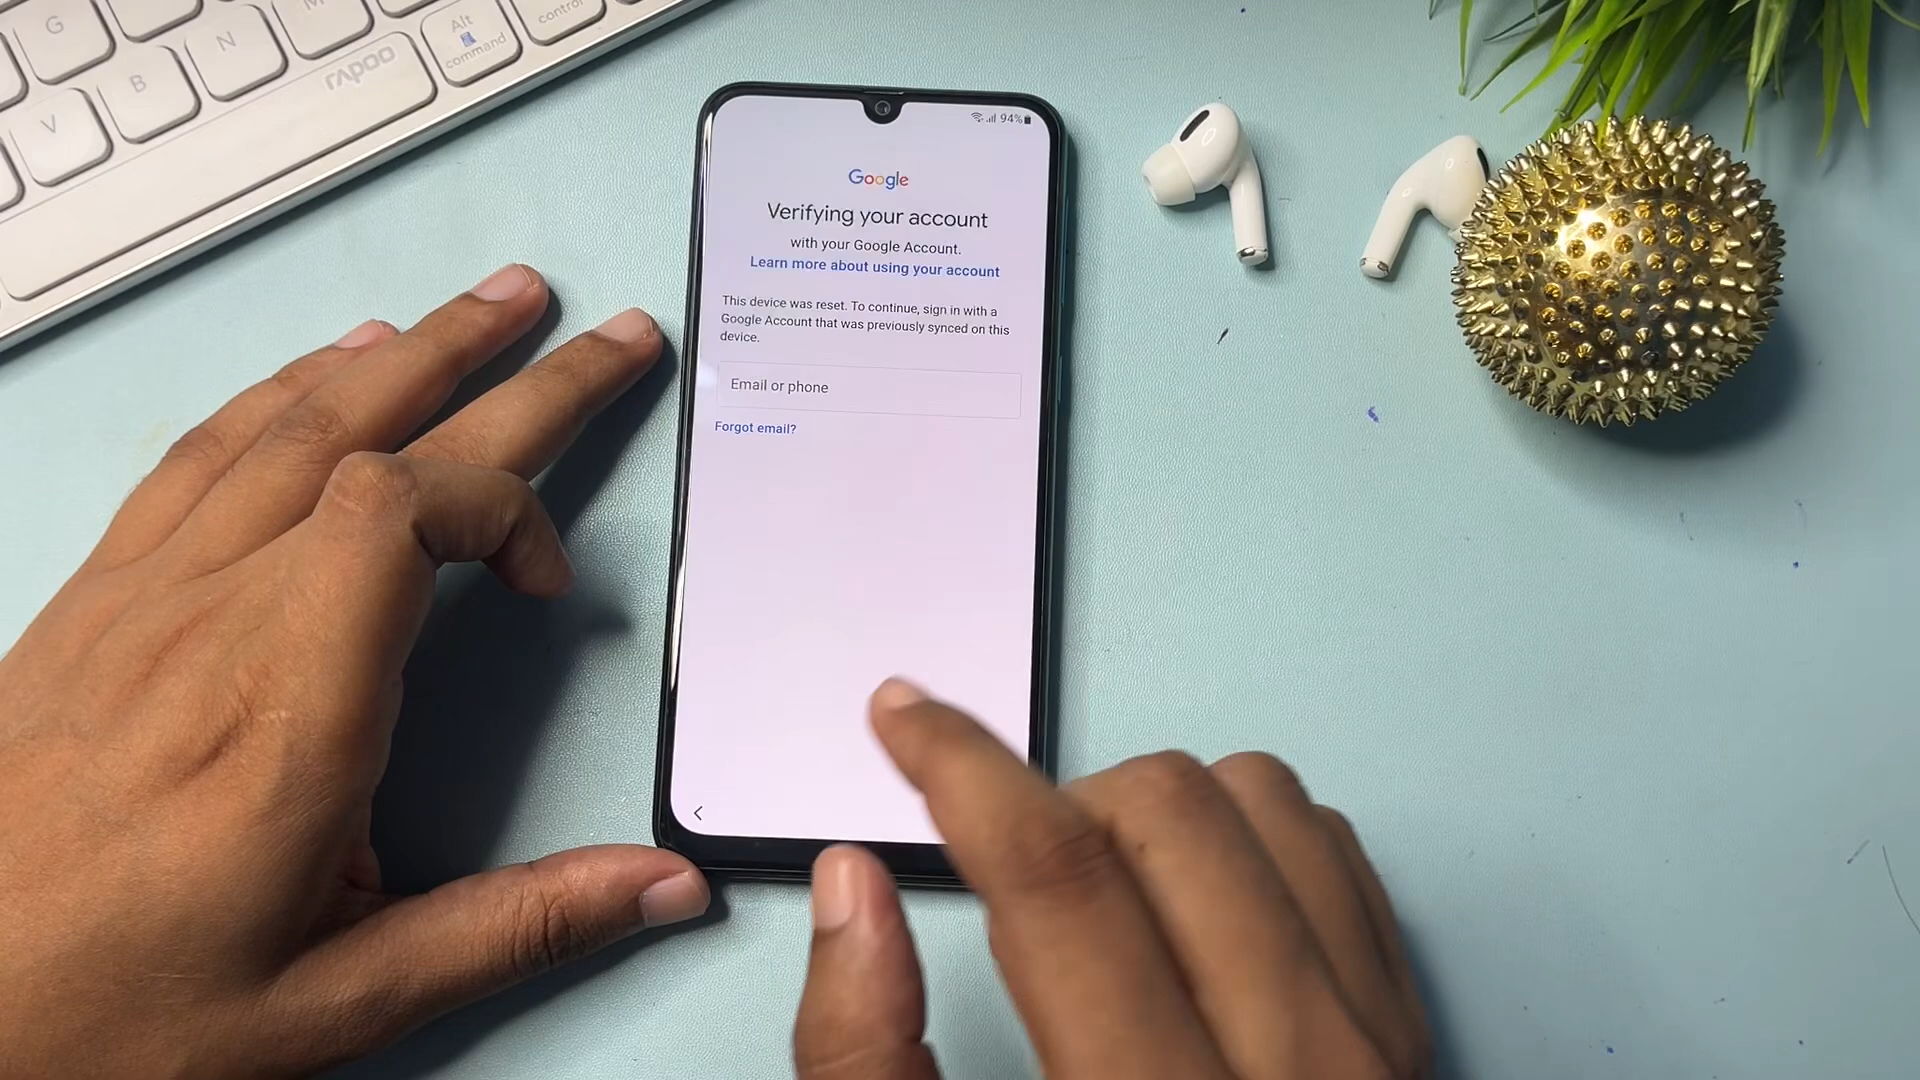 G
M
Alt
command
control
B
N
V
rapoo
94%
Google
Verifying your account
with your Google Account.
Learn more about using your account
This device was reset. To continue, sign in with a
Google Account that was previously synced on this
device.
Email or phone
Forgot email?